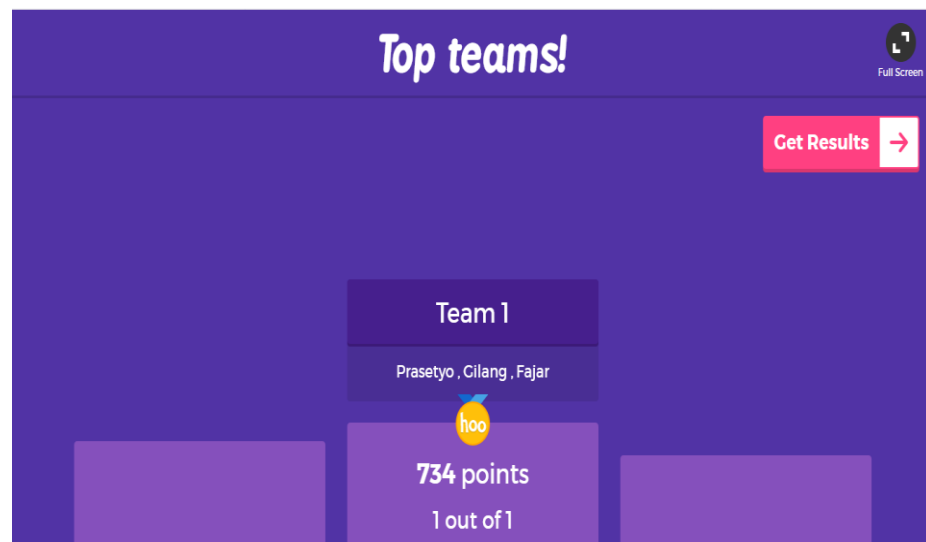 Top teams!
Full Screen
Get Results
Team 1
Prasetyo , Gilang , Fajar
hoo
734 points
1 out of 1